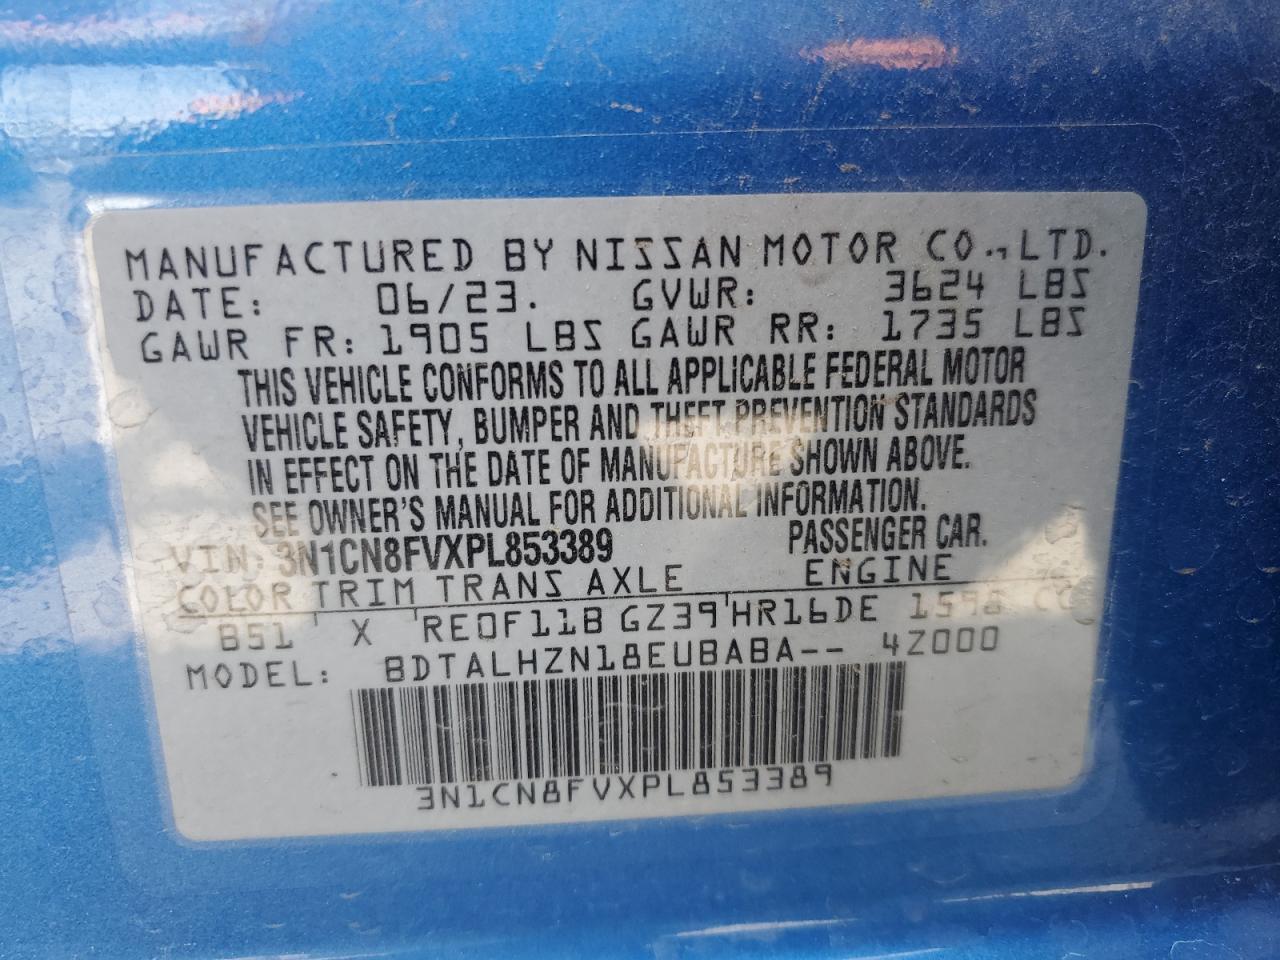 MANUFACTURED BY NISSAN MOTOR CO., LTD.
DATE: 06/23. GVWR: 3624 LBS
GAWR FR: 1905 LBS GAWR RR: 1735 LBS
THIS VEHICLE CONFORMS TO ALL APPLICABLE FEDERAL MOTOR
VEHICLE SAFETY, BUMPER AND THEFT PREVENTION STANDARDS
IN EFFECT ON THE DATE OF MANUFACTURE SHOWN ABOVE.
SEE OWNER'S MANUAL FOR ADDITIONAL INFORMATION.
VIN: 3N1CN8FVXPL853389 PASSENGER CAR.
COLOR TRIM TRANS AXLE ENGINE
B51 X RE0F11B GZ39 HR16DE 1598 CC
MODEL: BDTALHZN18EUBABA-- 4Z000
3N1CN8FVXPL853389